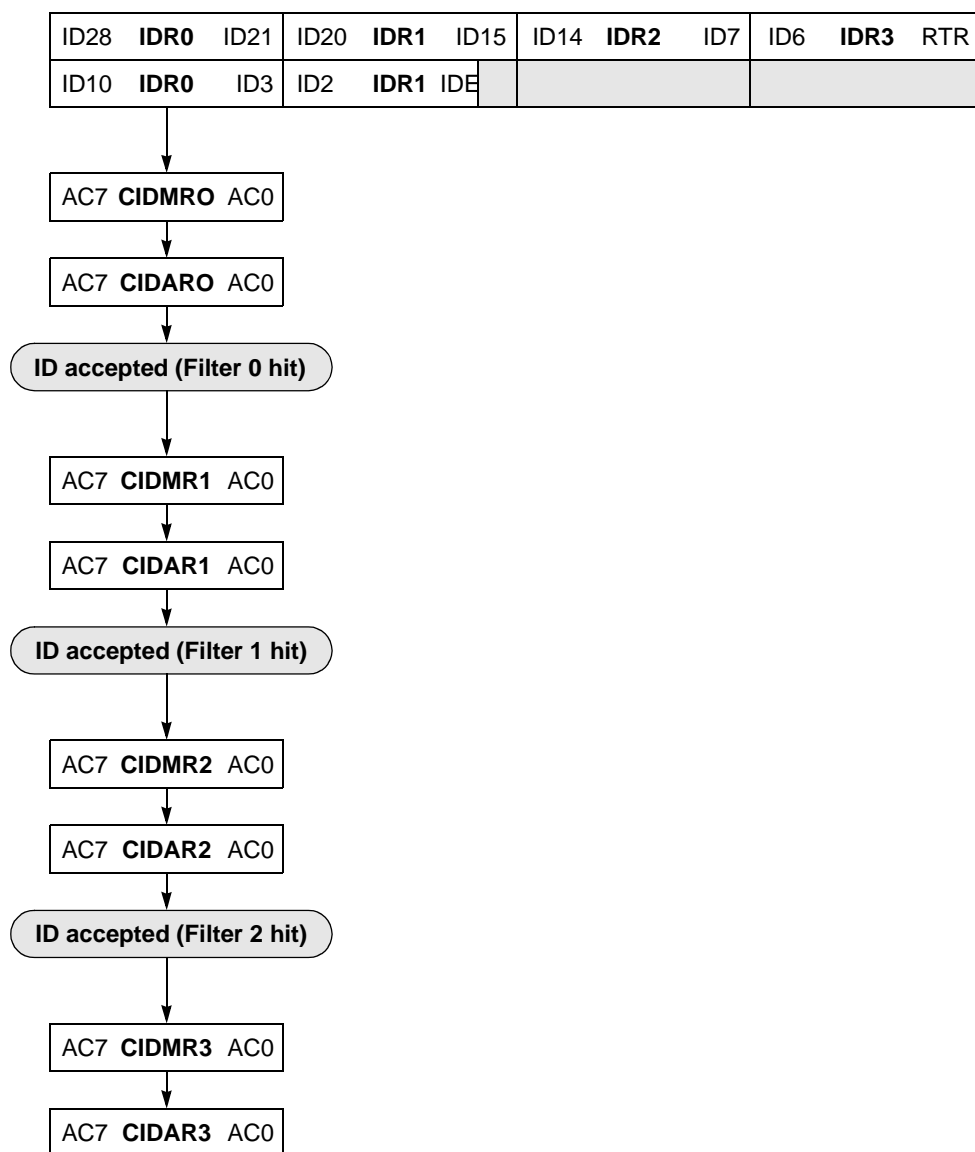 ID28 IDR0 ID21 ID20 IDR1 ID15 ID14 IDR2 ID7 ID6 IDR3 RTR
ID10 IDR0 ID3 ID2 IDR1 IDE
AC7 CIDMRO AC0
AC7 CIDARO AC0
ID accepted (Filter 0 hit)
AC7 CIDMR1 AC0
AC7 CIDAR1 AC0
ID accepted (Filter 1 hit)
AC7 CIDMR2 AC0
AC7 CIDAR2 AC0
ID accepted (Filter 2 hit)
AC7 CIDMR3 AC0
AC7 CIDAR3 AC0